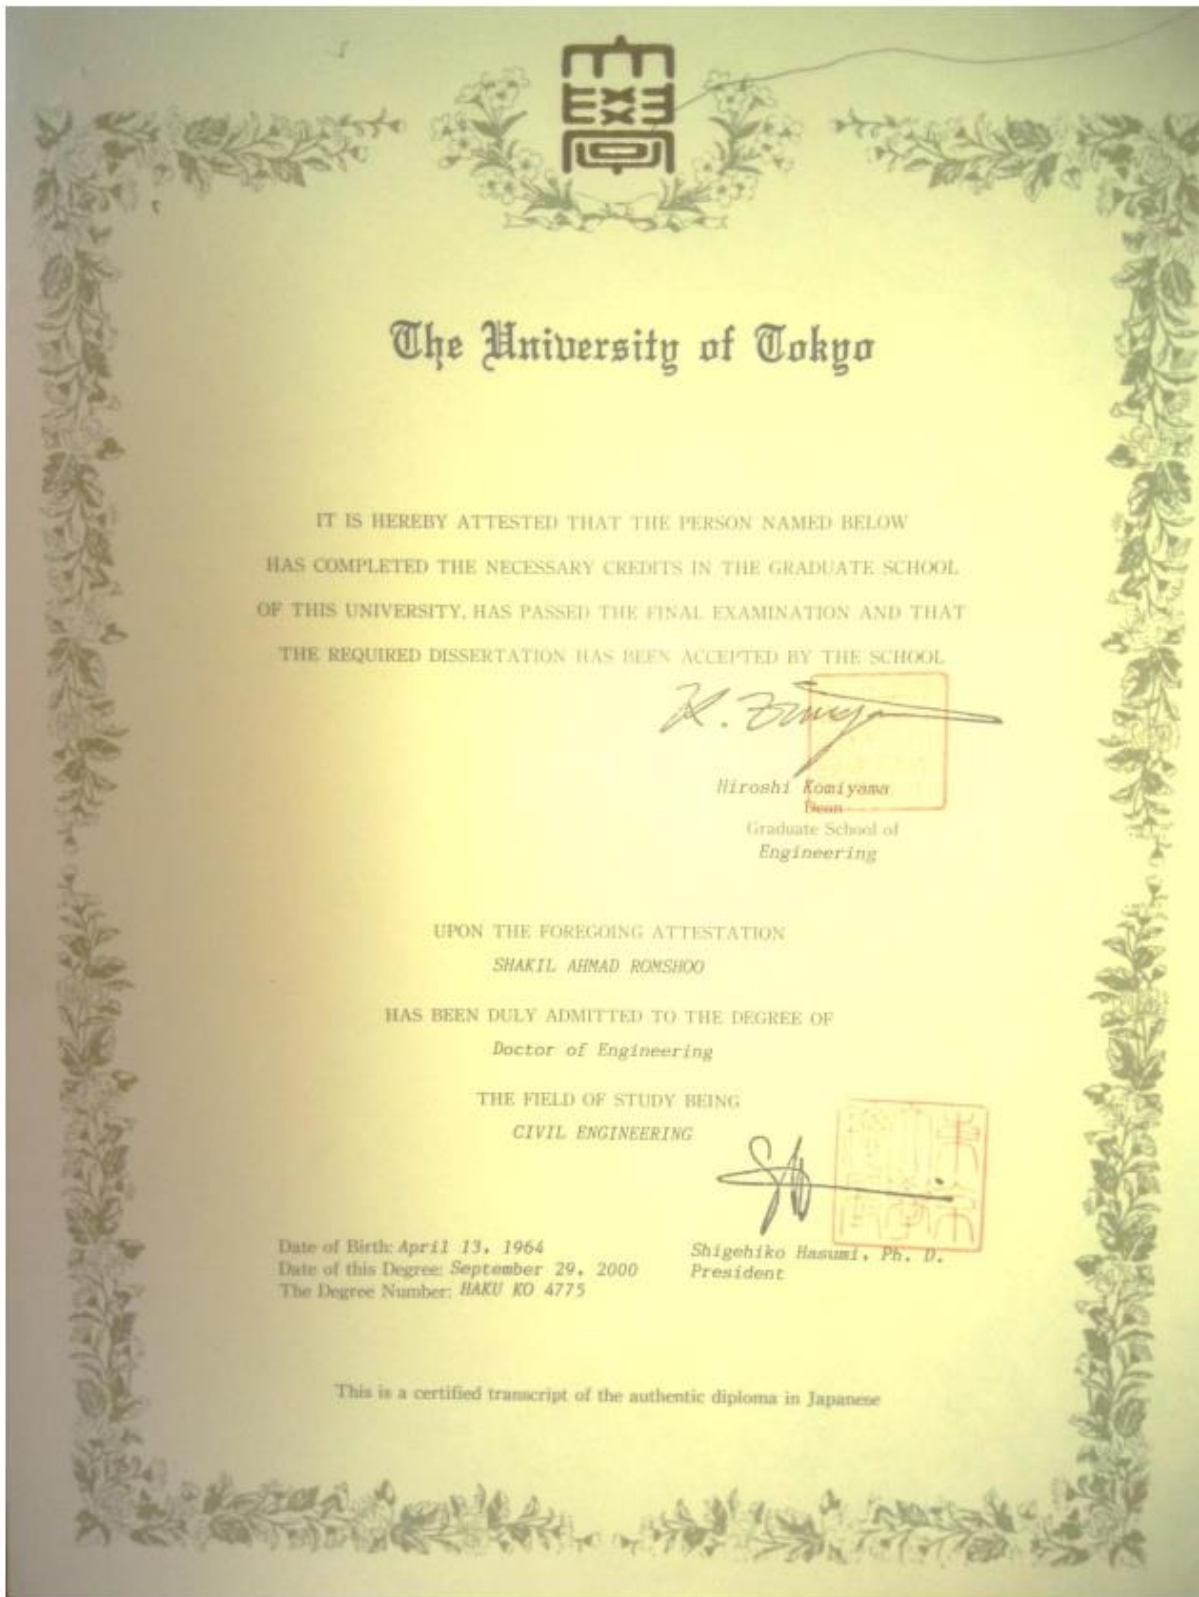 大學
The University of Tokyo
IT IS HEREBY ATTESTED THAT THE PERSON NAMED BELOW
HAS COMPLETED THE NECESSARY CREDITS IN THE GRADUATE SCHOOL
OF THIS UNIVERSITY, HAS PASSED THE FINAL EXAMINATION AND THAT
THE REQUIRED DISSERTATION HAS BEEN ACCEPTED BY THE SCHOOL
Hiroshi Komiyama
Dean
Graduate School of
Engineering
UPON THE FOREGOING ATTESTATION
SHAKIL AHMAD ROMSHOO
HAS BEEN DULY ADMITTED TO THE DEGREE OF
Doctor of Engineering
THE FIELD OF STUDY BEING
CIVIL ENGINEERING
Date of Birth: April 13, 1964
Date of this Degree: September 29, 2000
The Degree Number: HAKU KO 4775
Shigehiko Hasumi, Ph. D.
President
This is a certified transcript of the authentic diploma in Japanese